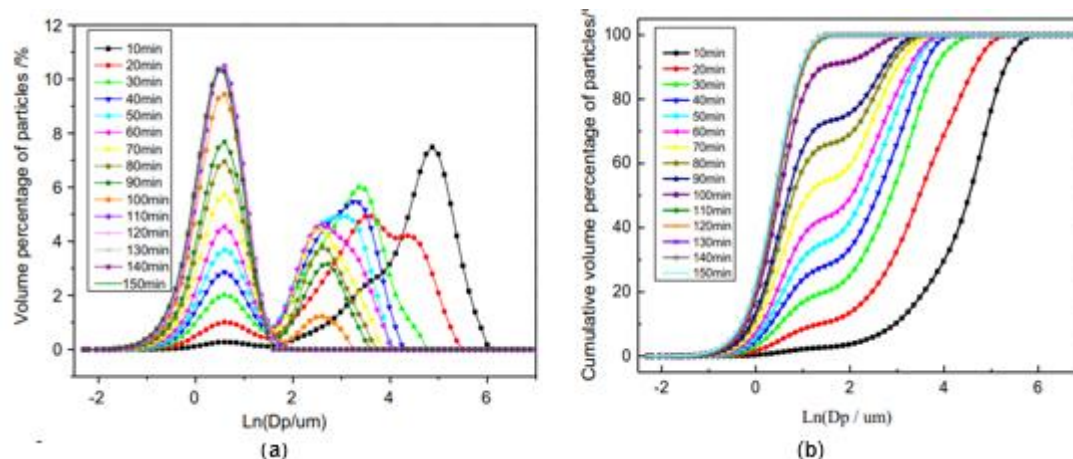 (a)
12
10
8
6
4
2
0
Volume percentage of particles /%
10min
20min
30min
40min
50min
60min
70min
80min
90min
100min
110min
120min
130min
140min
150min
-2
0
2
4
6
Ln(Dp/um)
(a)
(b)
100
80
60
40
20
0
Cumulative volume percentage of particles/
10min
20min
30min
40min
50min
60min
70min
80min
90min
100min
110min
120min
130min
140min
150min
-2
0
2
4
6
Ln(Dp / um)
(b)